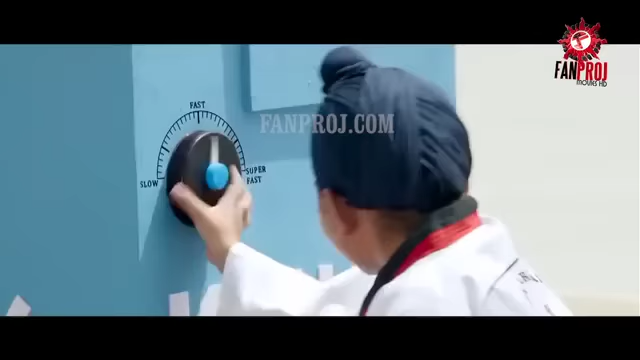 FANPROJ
MOVIES HD
FANPROJ.COM
FAST
SLOW
SUPER
FAST